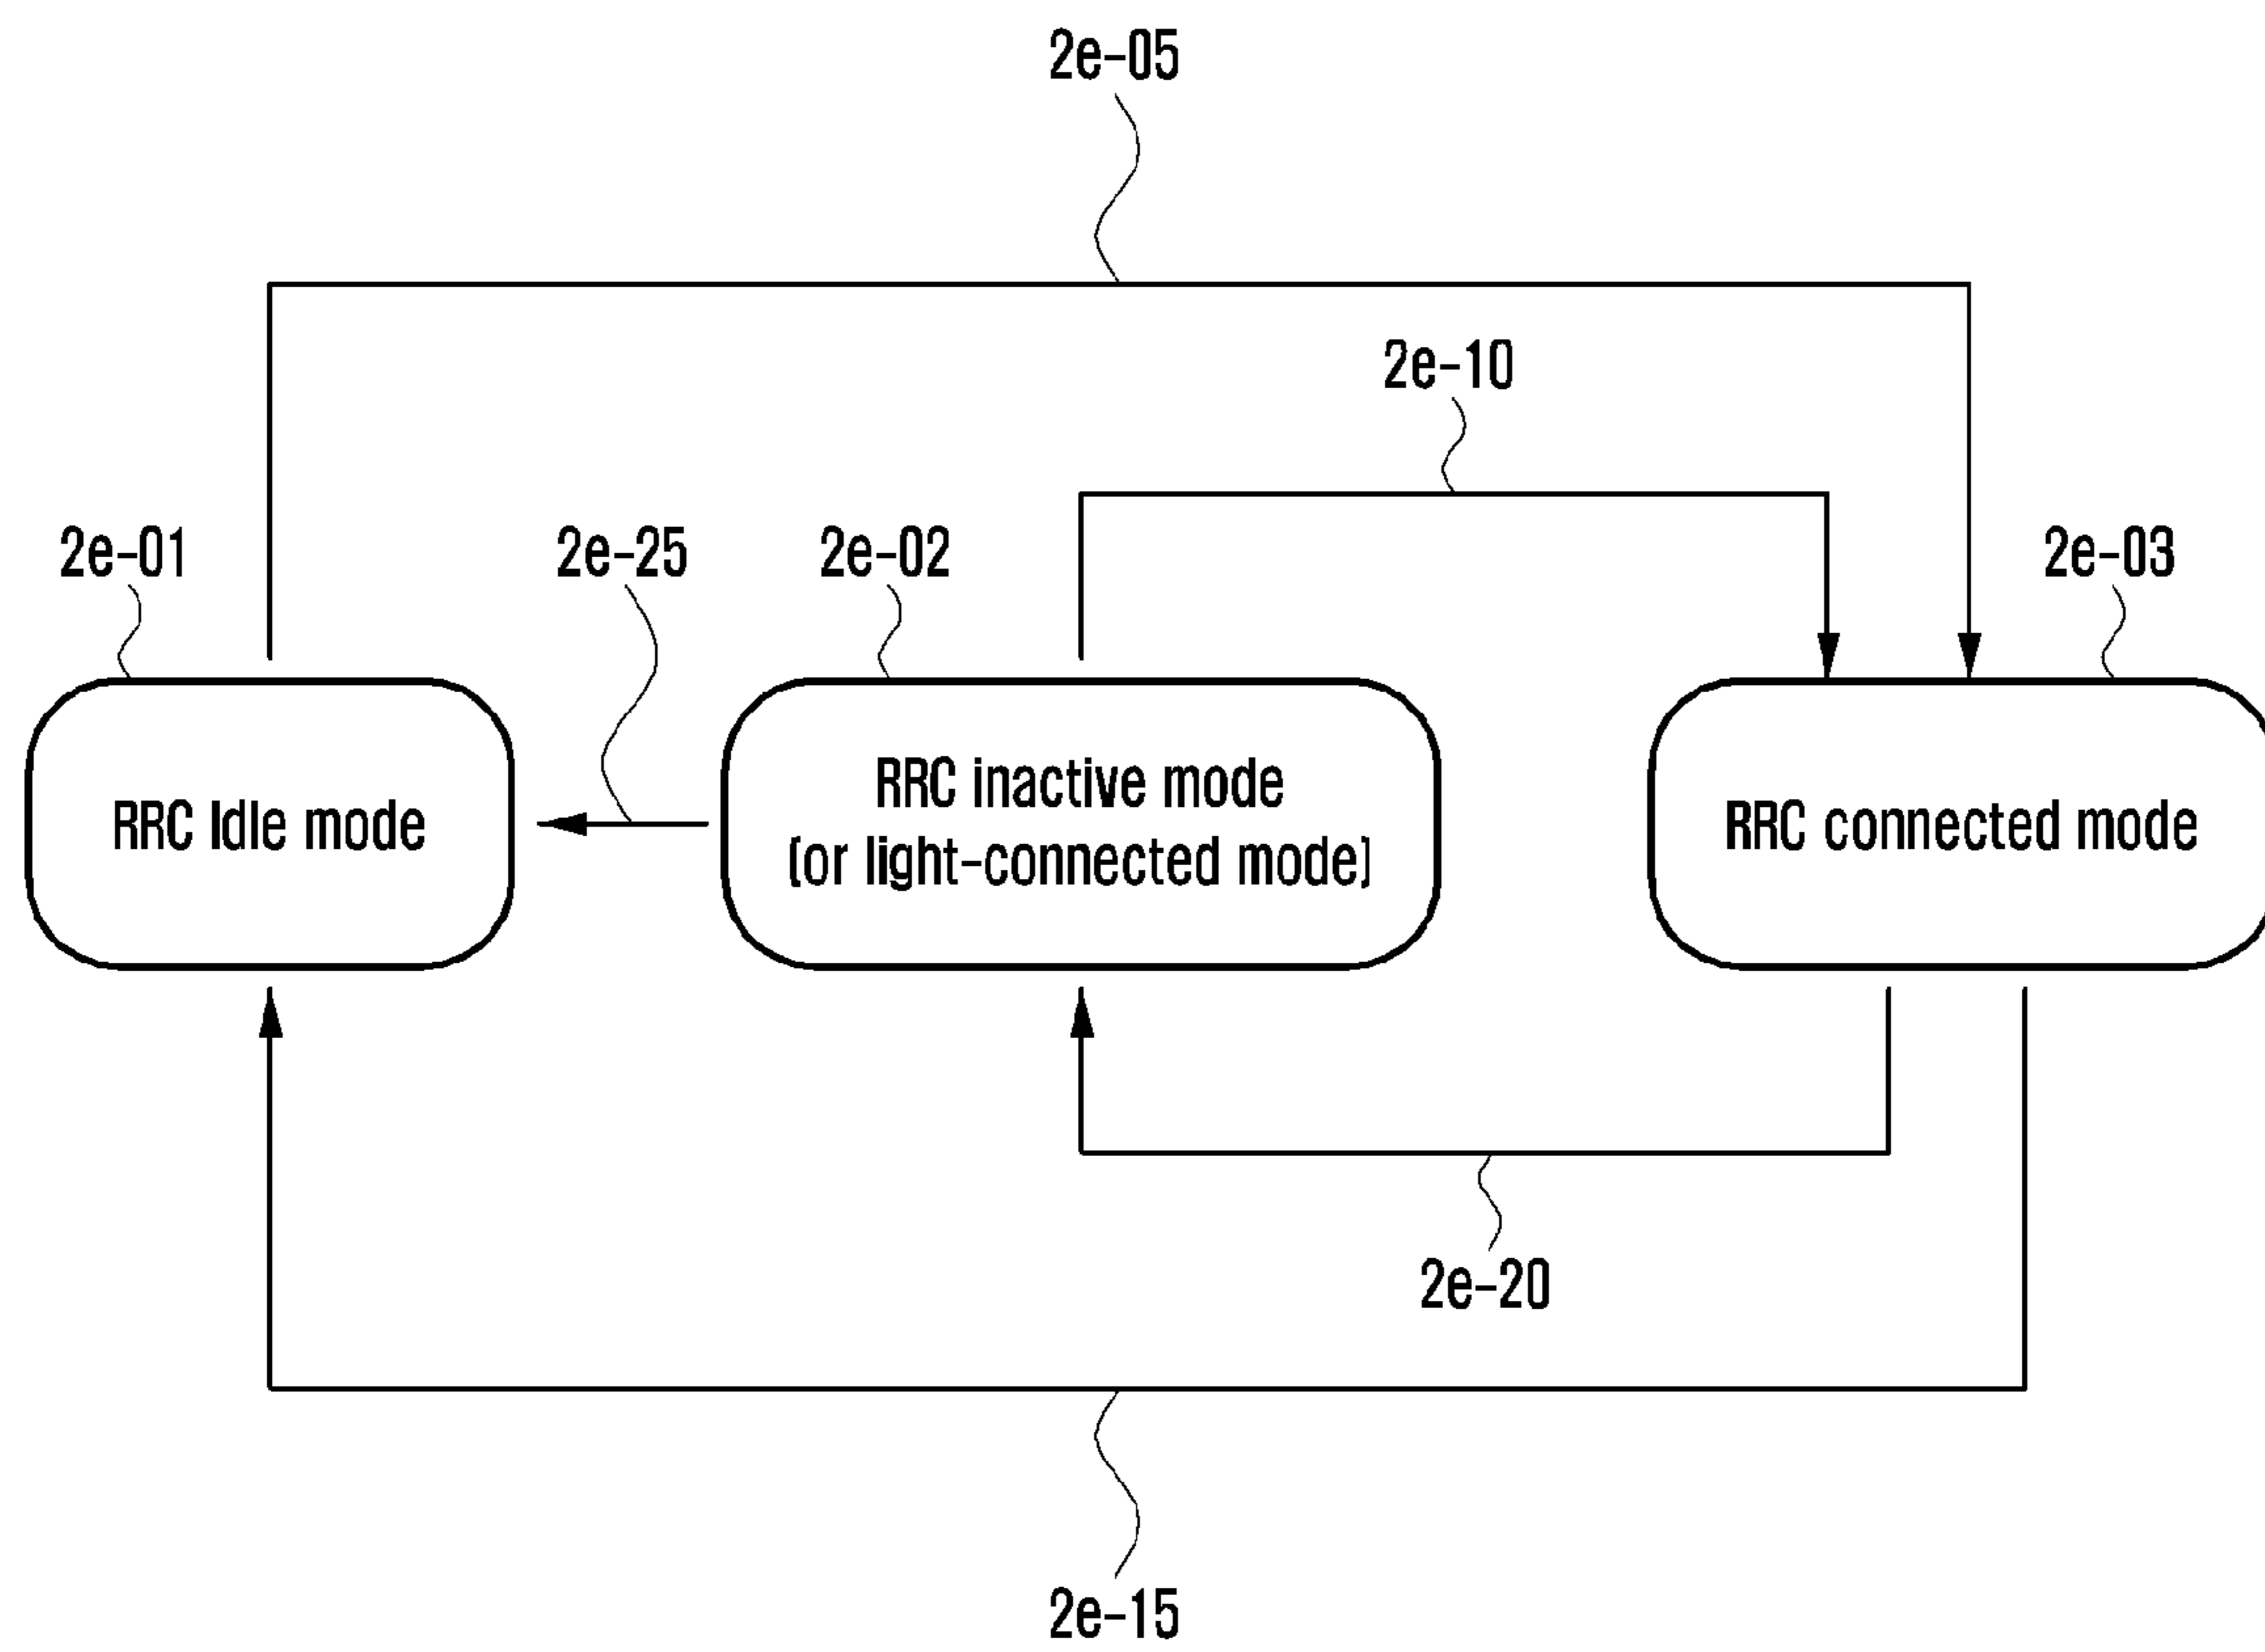 2e-05
2e-10
2e-01
2e-25
2e-02
2e-03
RRC Idle mode
RRC inactive mode
(or light-connected mode)
RRC connected mode
2e-20
2e-15